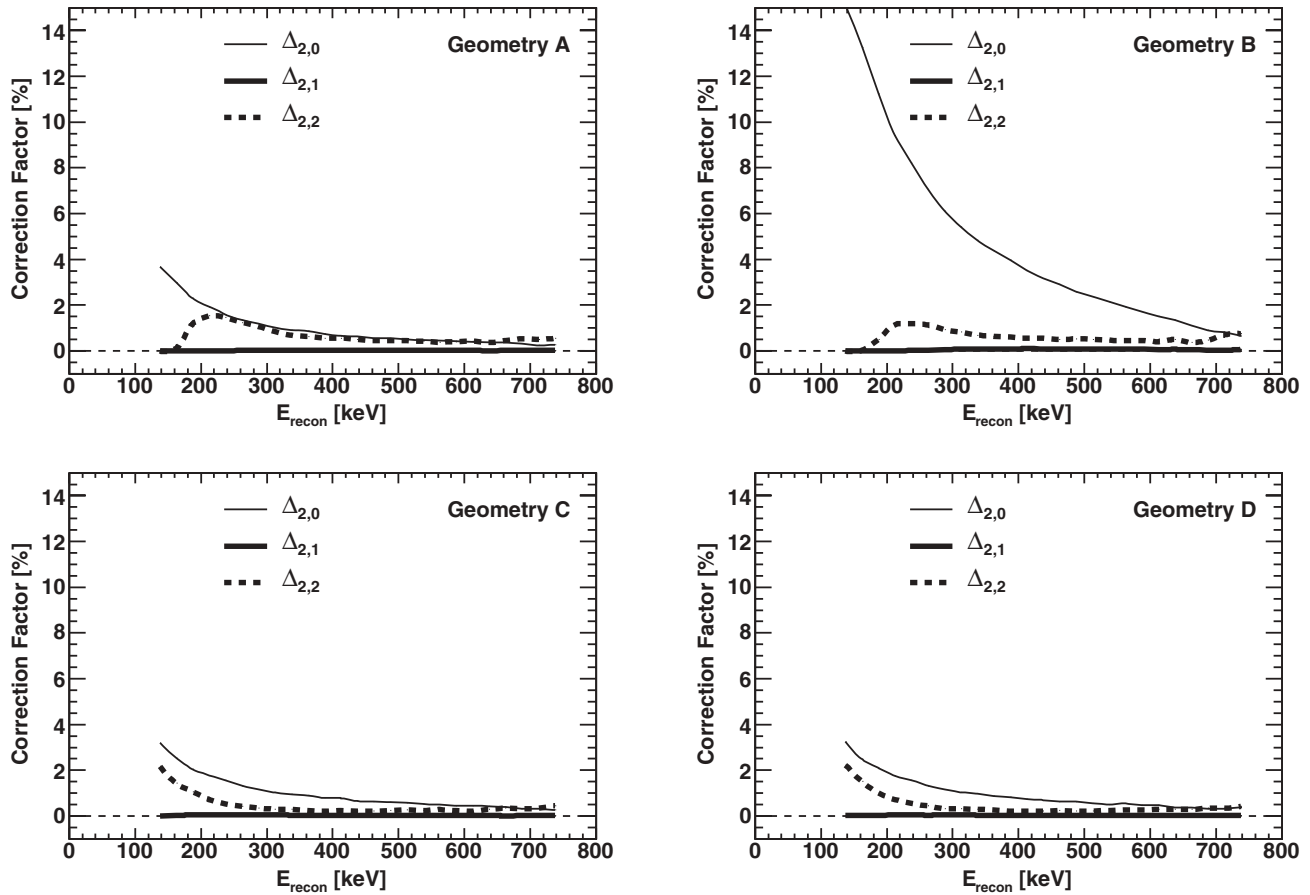 Geometry A
Δ2,0
Δ2,1
Δ2,2
Correction Factor [%]
14
12
10
8
6
4
2
0
0 100 200 300 400 500 600 700 800
Erecon [keV]
Geometry B
Δ2,0
Δ2,1
Δ2,2
Correction Factor [%]
14
12
10
8
6
4
2
0
0 100 200 300 400 500 600 700 800
Erecon [keV]
Geometry C
Δ2,0
Δ2,1
Δ2,2
Correction Factor [%]
14
12
10
8
6
4
2
0
0 100 200 300 400 500 600 700 800
Erecon [keV]
Geometry D
Δ2,0
Δ2,1
Δ2,2
Correction Factor [%]
14
12
10
8
6
4
2
0
0 100 200 300 400 500 600 700 800
Erecon [keV]